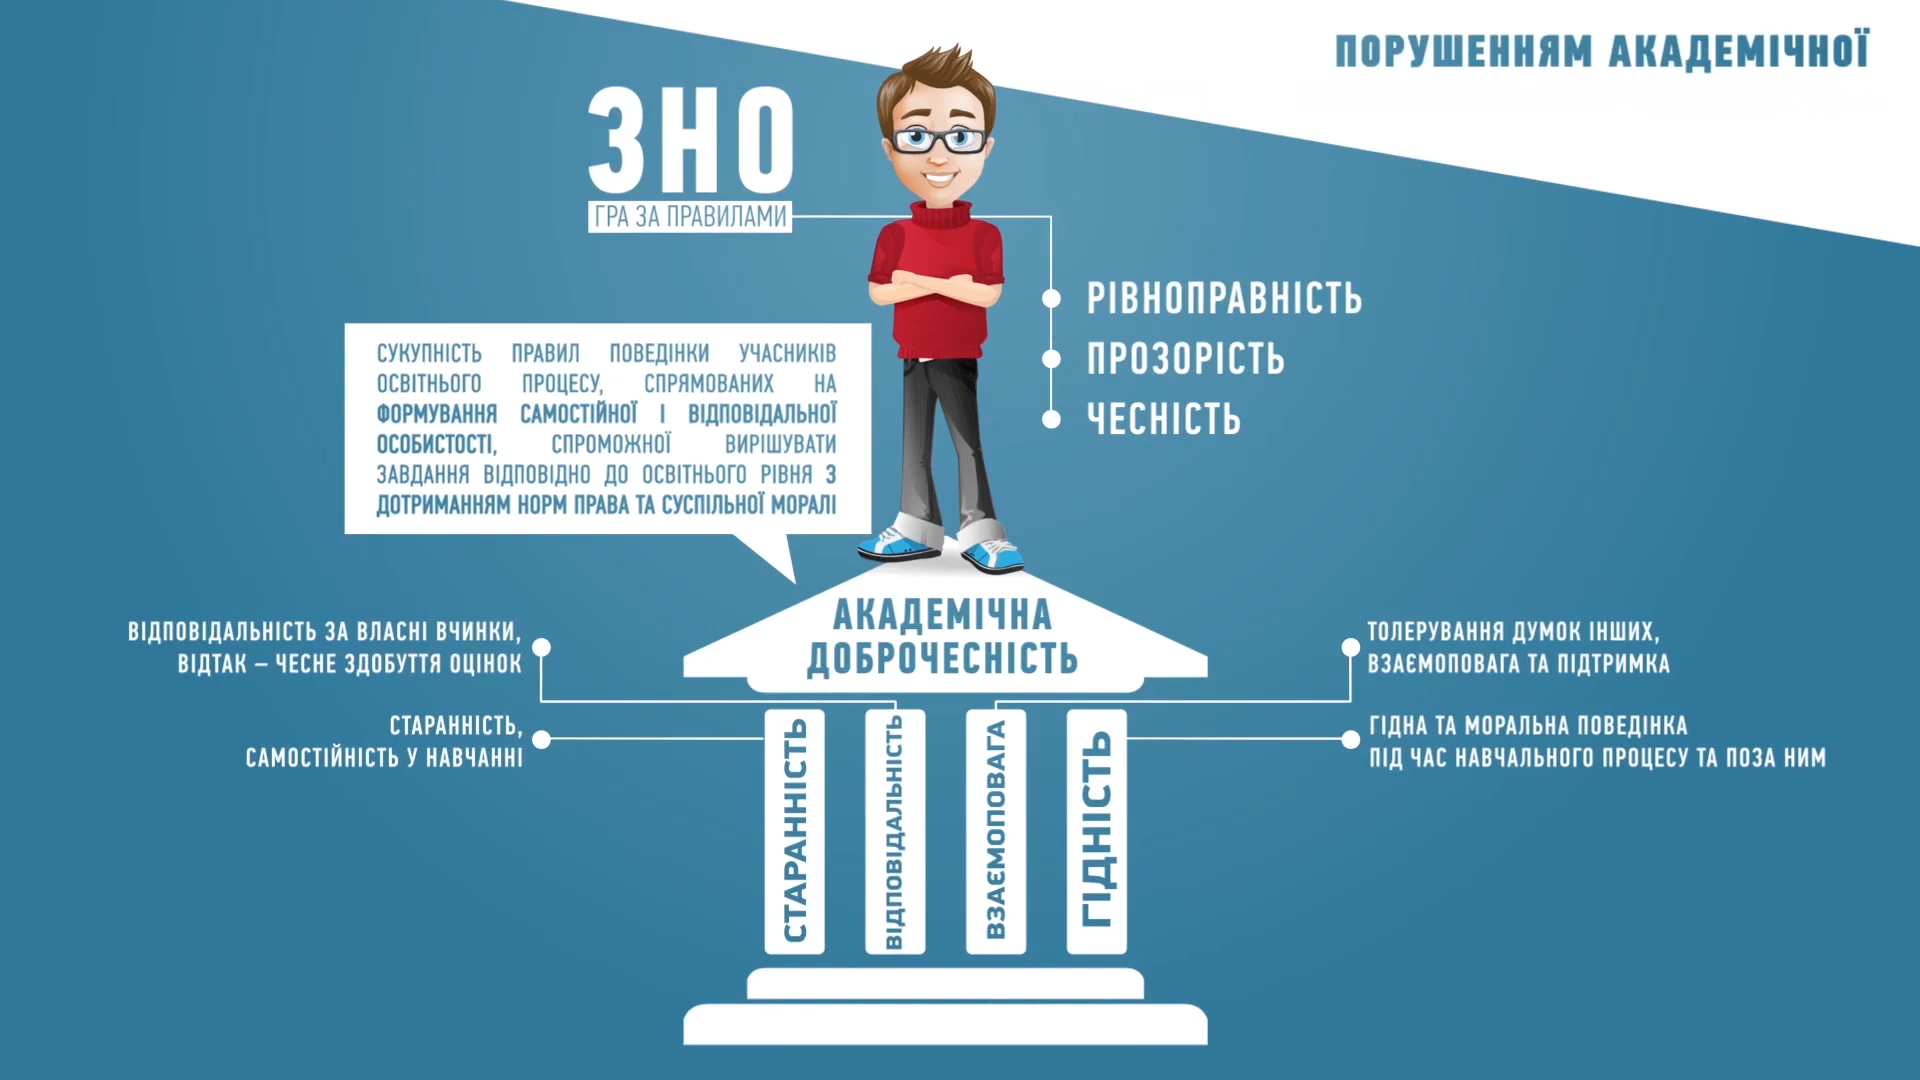 ПОРУШЕННЯМ АКАДЕМІЧНОЇ
ЗНО
ГРА ЗА ПРАВИЛАМИ
РІВНОПРАВНІСТЬ
ПРОЗОРІСТЬ
ЧЕСНІСТЬ
СУКУПНІСТЬ ПРАВИЛ ПОВЕДІНКИ УЧАСНИКІВ
ОСВІТНЬОГО ПРОЦЕСУ, СПРЯМОВАНИХ НА
ФОРМУВАННЯ САМОСТІЙНОЇ І ВІДПОВІДАЛЬНОЇ
ОСОБИСТОСТІ, СПРОМОЖНОЇ ВИРІШУВАТИ
ЗАВДАННЯ ВІДПОВІДНО ДО ОСВІТНЬОГО РІВНЯ З
ДОТРИМАННЯМ НОРМ ПРАВА ТА СУСПІЛЬНОЇ МОРАЛІ
АКАДЕМІЧНА
ДОБРОЧЕСНІСТЬ
ВІДПОВІДАЛЬНІСТЬ ЗА ВЛАСНІ ВЧИНКИ,
ВІДТАК – ЧЕСНЕ ЗДОБУТТЯ ОЦІНОК
СТАРАННІСТЬ,
САМОСТІЙНІСТЬ У НАВЧАННІ
ТОЛЕРУВАННЯ ДУМОК ІНШИХ,
ВЗАЄМОПОВАГА ТА ПІДТРИМКА
ГІДНА ТА МОРАЛЬНА ПОВЕДІНКА
ПІД ЧАС НАВЧАЛЬНОГО ПРОЦЕСУ ТА ПОЗА НИМ
СТАРАННІСТЬ
ВІДПОВІДАЛЬНІСТЬ
ВЗАЄМОПОВАГА
ГІДНІСТЬ